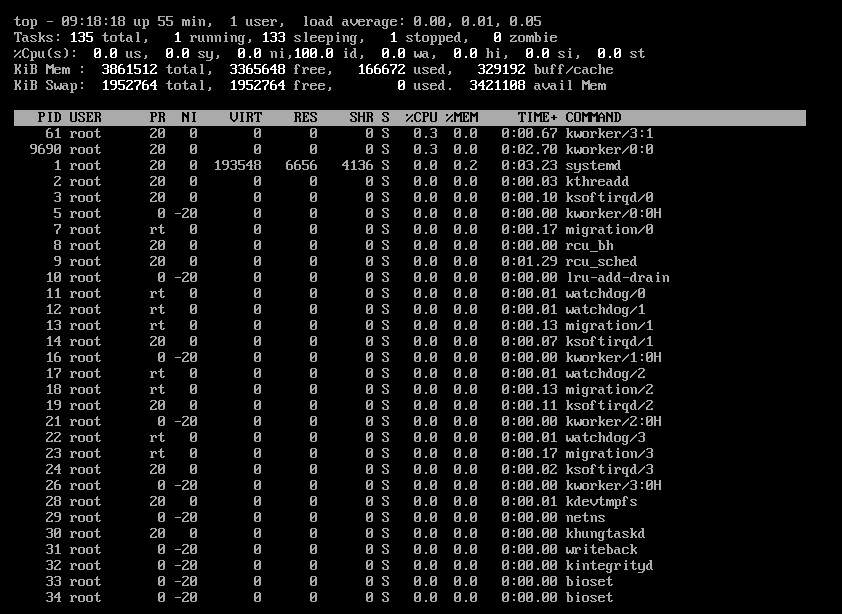 top - 09:18:18 up 55 min,  1 user,  load average: 0.00, 0.01, 0.05
Tasks: 135 total,   1 running, 133 sleeping,   1 stopped,   0 zombie
%Cpu(s):  0.0 us,  0.0 sy,  0.0 ni,100.0 id,  0.0 wa,  0.0 hi,  0.0 si,  0.0 st
KiB Mem :  3861512 total,  3365648 free,   166672 used,   329192 buff/cache
KiB Swap:  1952764 total,  1952764 free,        0 used.  3421108 avail Mem
  PID USER      PR  NI    VIRT    RES    SHR S  %CPU %MEM     TIME+ COMMAND
   61 root      20   0       0      0      0 S   0.3  0.0   0:00.67 kworker/3:1
 9690 root      20   0       0      0      0 S   0.3  0.0   0:02.70 kworker/0:0
    1 root      20   0  193548   6656   4136 S   0.0  0.2   0:03.23 systemd
    2 root      20   0       0      0      0 S   0.0  0.0   0:00.03 kthreadd
    3 root      20   0       0      0      0 S   0.0  0.0   0:00.10 ksoftirqd/0
    5 root       0 -20       0      0      0 S   0.0  0.0   0:00.00 kworker/0:0H
    7 root      rt   0       0      0      0 S   0.0  0.0   0:00.17 migration/0
    8 root      20   0       0      0      0 S   0.0  0.0   0:00.00 rcu_bh
    9 root      20   0       0      0      0 S   0.0  0.0   0:01.29 rcu_sched
   10 root       0 -20       0      0      0 S   0.0  0.0   0:00.00 lru-add-drain
   11 root      rt   0       0      0      0 S   0.0  0.0   0:00.01 watchdog/0
   12 root      rt   0       0      0      0 S   0.0  0.0   0:00.01 watchdog/1
   13 root      rt   0       0      0      0 S   0.0  0.0   0:00.13 migration/1
   14 root      20   0       0      0      0 S   0.0  0.0   0:00.07 ksoftirqd/1
   16 root       0 -20       0      0      0 S   0.0  0.0   0:00.00 kworker/1:0H
   17 root      rt   0       0      0      0 S   0.0  0.0   0:00.01 watchdog/2
   18 root      rt   0       0      0      0 S   0.0  0.0   0:00.13 migration/2
   19 root      20   0       0      0      0 S   0.0  0.0   0:00.11 ksoftirqd/2
   21 root       0 -20       0      0      0 S   0.0  0.0   0:00.00 kworker/2:0H
   22 root      rt   0       0      0      0 S   0.0  0.0   0:00.01 watchdog/3
   23 root      rt   0       0      0      0 S   0.0  0.0   0:00.17 migration/3
   24 root      20   0       0      0      0 S   0.0  0.0   0:00.02 ksoftirqd/3
   26 root       0 -20       0      0      0 S   0.0  0.0   0:00.00 kworker/3:0H
   28 root      20   0       0      0      0 S   0.0  0.0   0:00.01 kdevtmpfs
   29 root       0 -20       0      0      0 S   0.0  0.0   0:00.00 netns
   30 root      20   0       0      0      0 S   0.0  0.0   0:00.00 khungtaskd
   31 root       0 -20       0      0      0 S   0.0  0.0   0:00.00 writeback
   32 root       0 -20       0      0      0 S   0.0  0.0   0:00.00 kintegrityd
   33 root       0 -20       0      0      0 S   0.0  0.0   0:00.00 bioset
   34 root       0 -20       0      0      0 S   0.0  0.0   0:00.00 bioset